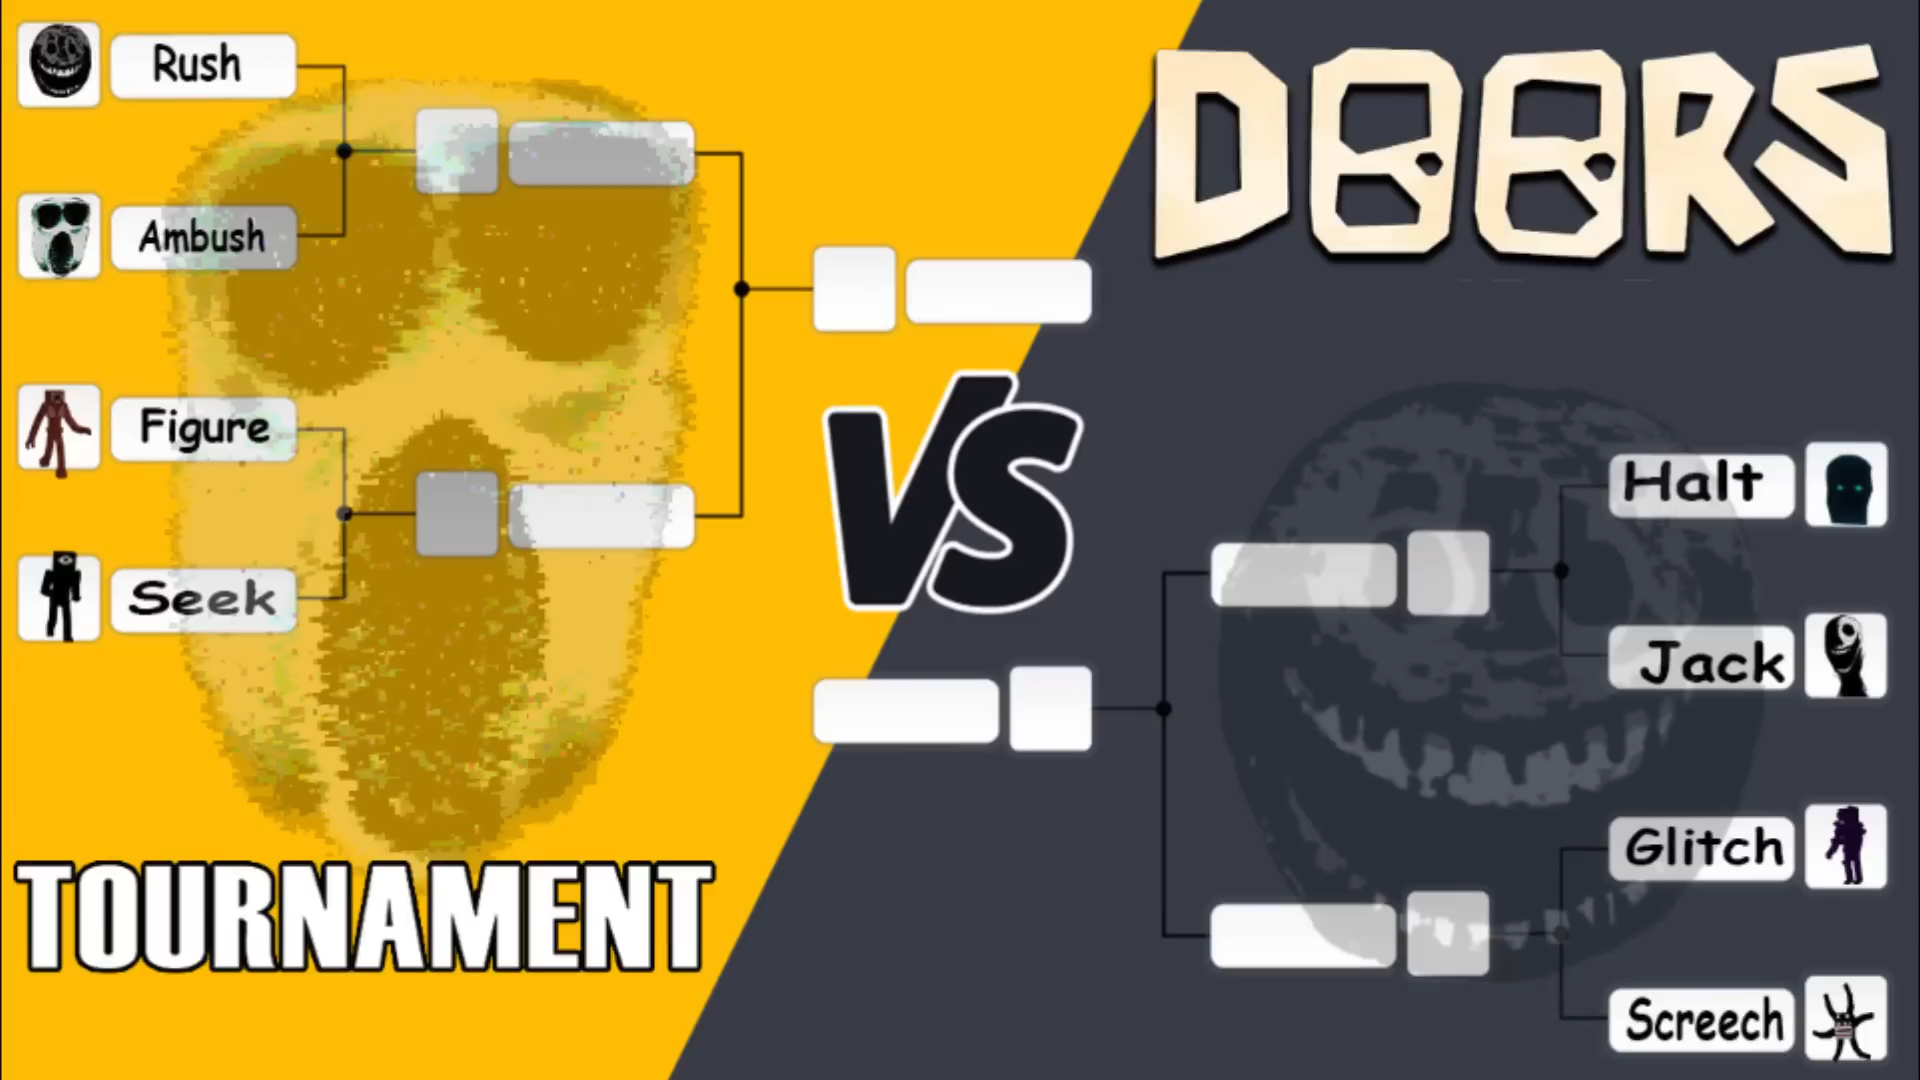 Rush
Ambush
Figure
Seek
TOURNAMENT
VS
DOORS
Halt
Jack
Glitch
Screech